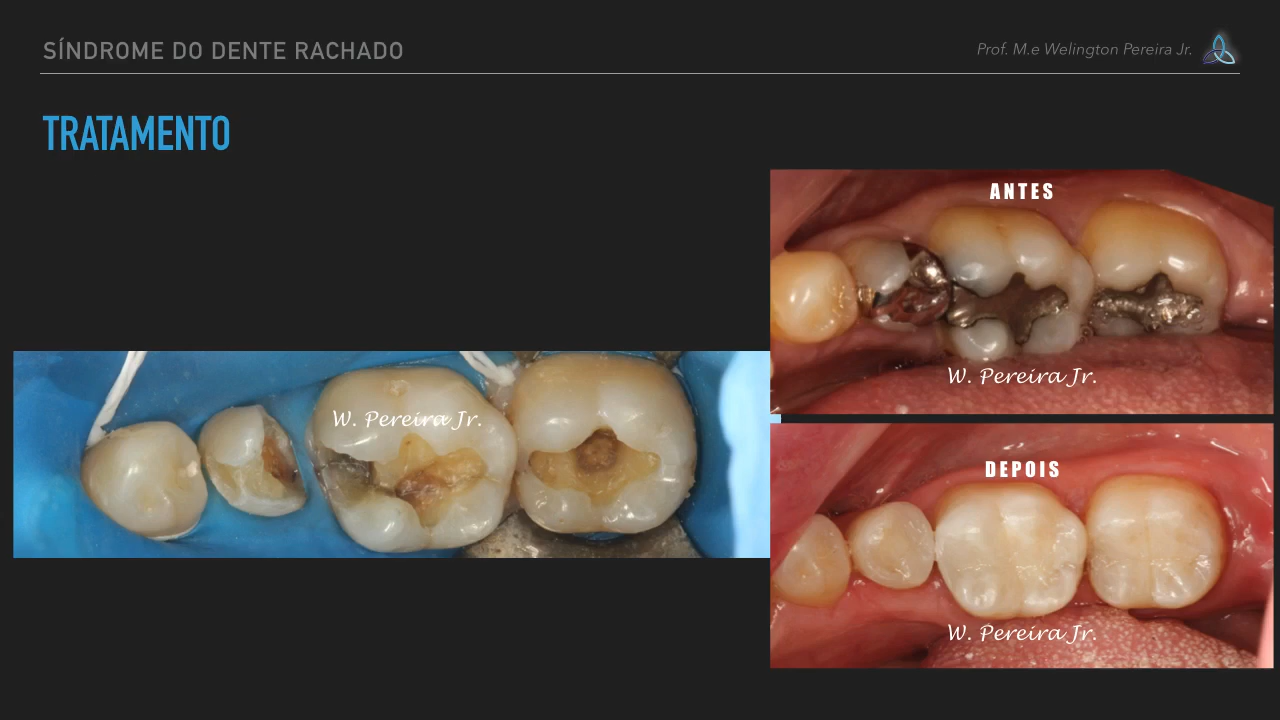 SÍNDROME DO DENTE RACHADO
Prof. M.e Welington Pereira Jr.
TRATAMENTO
ANTES
W. Pereira Jr.
W. Pereira Jr.
DEPOIS
W. Pereira Jr.